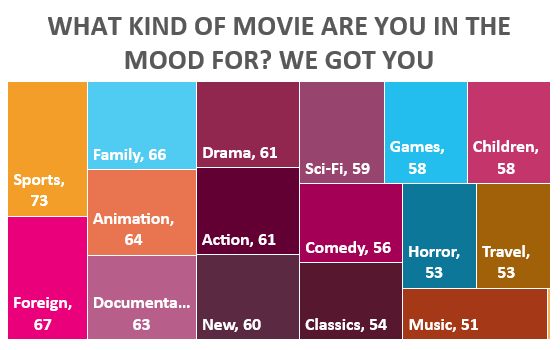 WHAT KIND OF MOVIE ARE YOU IN THE
MOOD FOR? WE GOT YOU
Sports,
73
Foreign, 67
Family, 66
Animation,
64
Documenta...
63
Drama, 61
Action, 61
New, 60
Sci-Fi, 59
Games,
58
Children,
58
Comedy, 56
Classics, 54
Horror,
53
Travel,
53
Music, 51